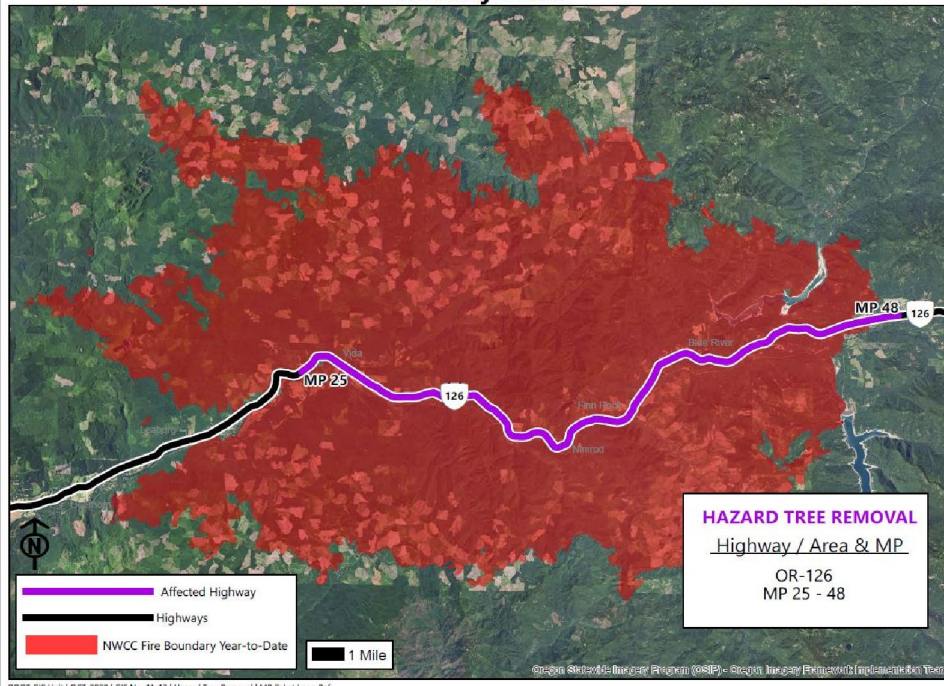 Vida
MP 25
126
Finn Rock
Nimrod
Blue River
MP 48
126
HAZARD TREE REMOVAL
Highway / Area & MP
OR-126
MP 25 - 48
N
Affected Highway
Highways
NWCC Fire Boundary Year-to-Date
1 Mile
Oregon Statewide Imagery Program (OSIP) - Oregon Imagery Framework Implementation Team